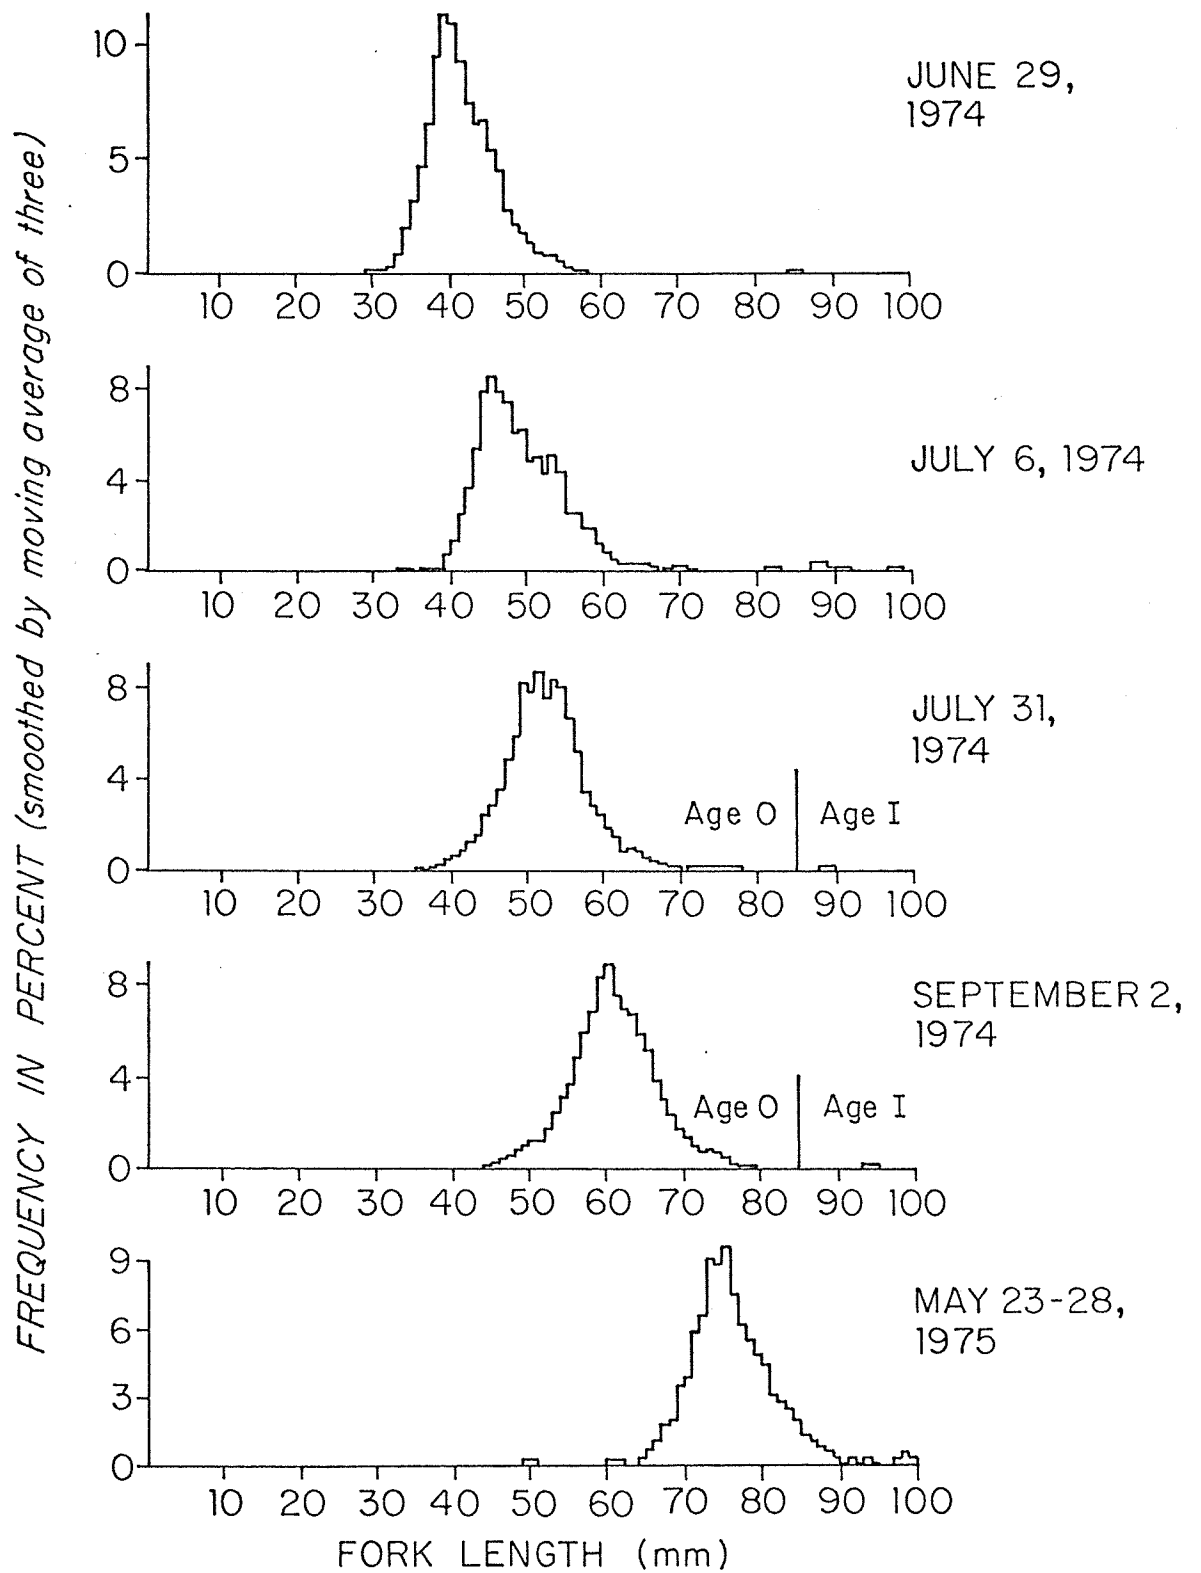 FREQUENCY IN PERCENT (smoothed by moving average of three)
10
5
0
10 20 30 40 50 60 70 80 90 100
JUNE 29,
1974
8
4
0
10 20 30 40 50 60 70 80 90 100
JULY 6, 1974
8
4
0
10 20 30 40 50 60 70 80 90 100
JULY 31,
1974
Age O Age I
8
4
0
10 20 30 40 50 60 70 80 90 100
SEPTEMBER 2,
1974
Age O Age I
9
6
3
0
10 20 30 40 50 60 70 80 90 100
MAY 23-28,
1975
FORK LENGTH (mm)